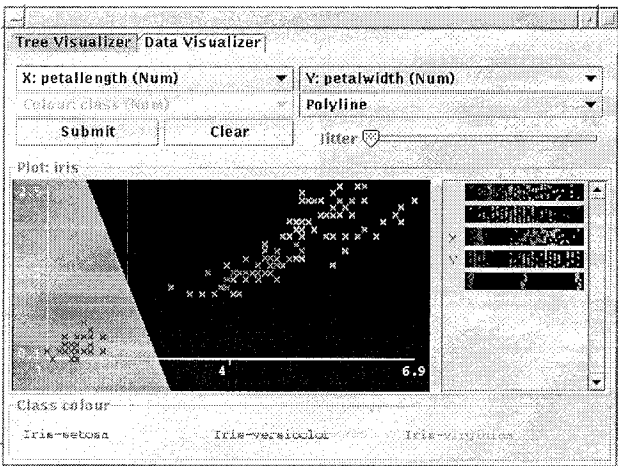 Tree Visualizer Data Visualizer
X: petallength (Num) Y: petalwidth (Num)
Colour: class (Num) Polyline
Submit Clear Jitter
Plot: iris
X
Y
4 6.9
Class colour
Iris-setosa Iris-versicolor Iris-virginica